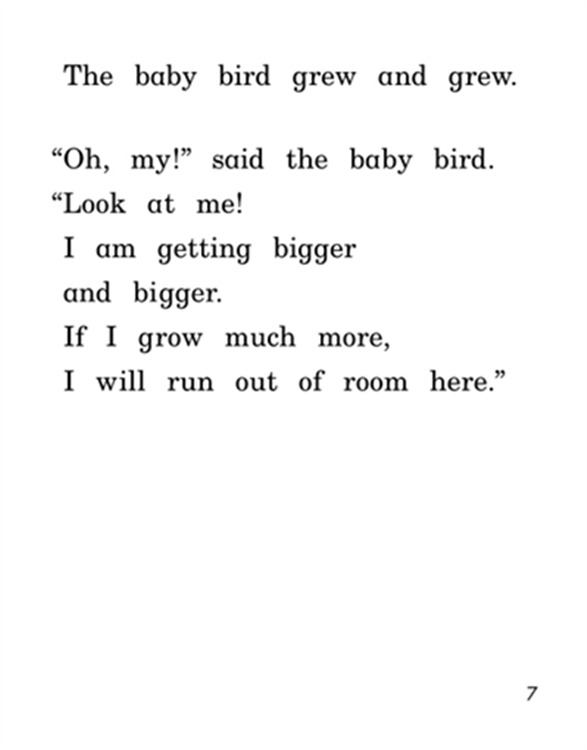 The baby bird grew and grew.
“Oh, my!” said the baby bird.
“Look at me!
I am getting bigger
and bigger.
If I grow much more,
I will run out of room here.”
7